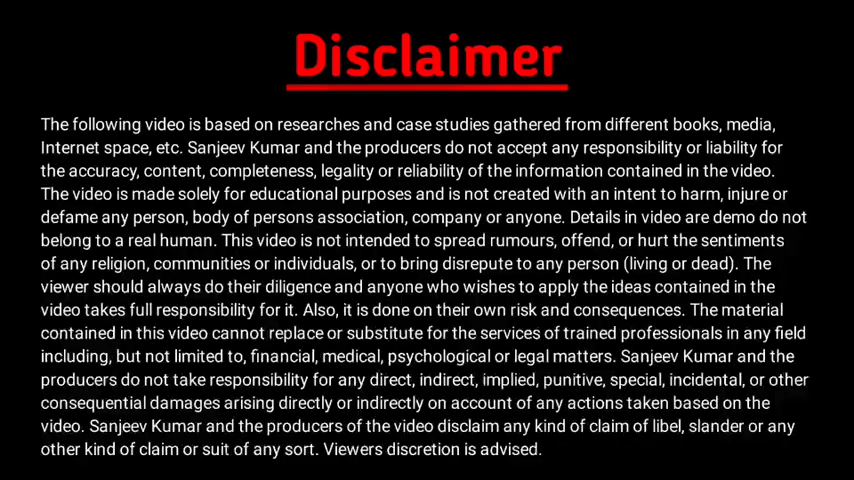 Disclaimer
The following video is based on researches and case studies gathered from different books, media,
Internet space, etc. Sanjeev Kumar and the producers do not accept any responsibility or liability for
the accuracy, content, completeness, legality or reliability of the information contained in the video.
The video is made solely for educational purposes and is not created with an intent to harm, injure or
defame any person, body of persons association, company or anyone. Details in video are demo do not
belong to a real human. This video is not intended to spread rumours, offend, or hurt the sentiments
of any religion, communities or individuals, or to bring disrepute to any person (living or dead). The
viewer should always do their diligence and anyone who wishes to apply the ideas contained in the
video takes full responsibility for it. Also, it is done on their own risk and consequences. The material
contained in this video cannot replace or substitute for the services of trained professionals in any field
including, but not limited to, financial, medical, psychological or legal matters. Sanjeev Kumar and the
producers do not take responsibility for any direct, indirect, implied, punitive, special, incidental, or other
consequential damages arising directly or indirectly on account of any actions taken based on the
video. Sanjeev Kumar and the producers of the video disclaim any kind of claim of libel, slander or any
other kind of claim or suit of any sort. Viewers discretion is advised.